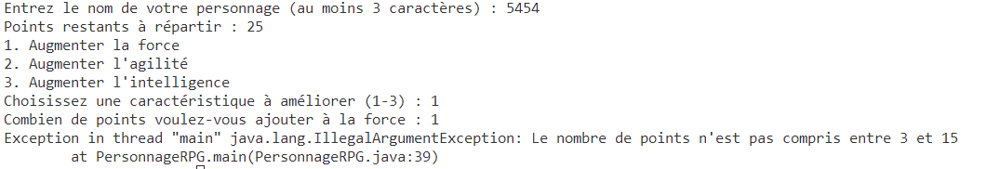 Entrez le nom de votre personnage (au moins 3 caractères) : 5454
Points restants à répartir : 25
1. Augmenter la force
2. Augmenter l'agilité
3. Augmenter l'intelligence
Choisissez une caractéristique à améliorer (1-3) : 1
Combien de points voulez-vous ajouter à la force : 1
Exception in thread "main" java.lang.IllegalArgumentException: Le nombre de points n'est pas compris entre 3 et 15
        at PersonnageRPG.main(PersonnageRPG.java:39)